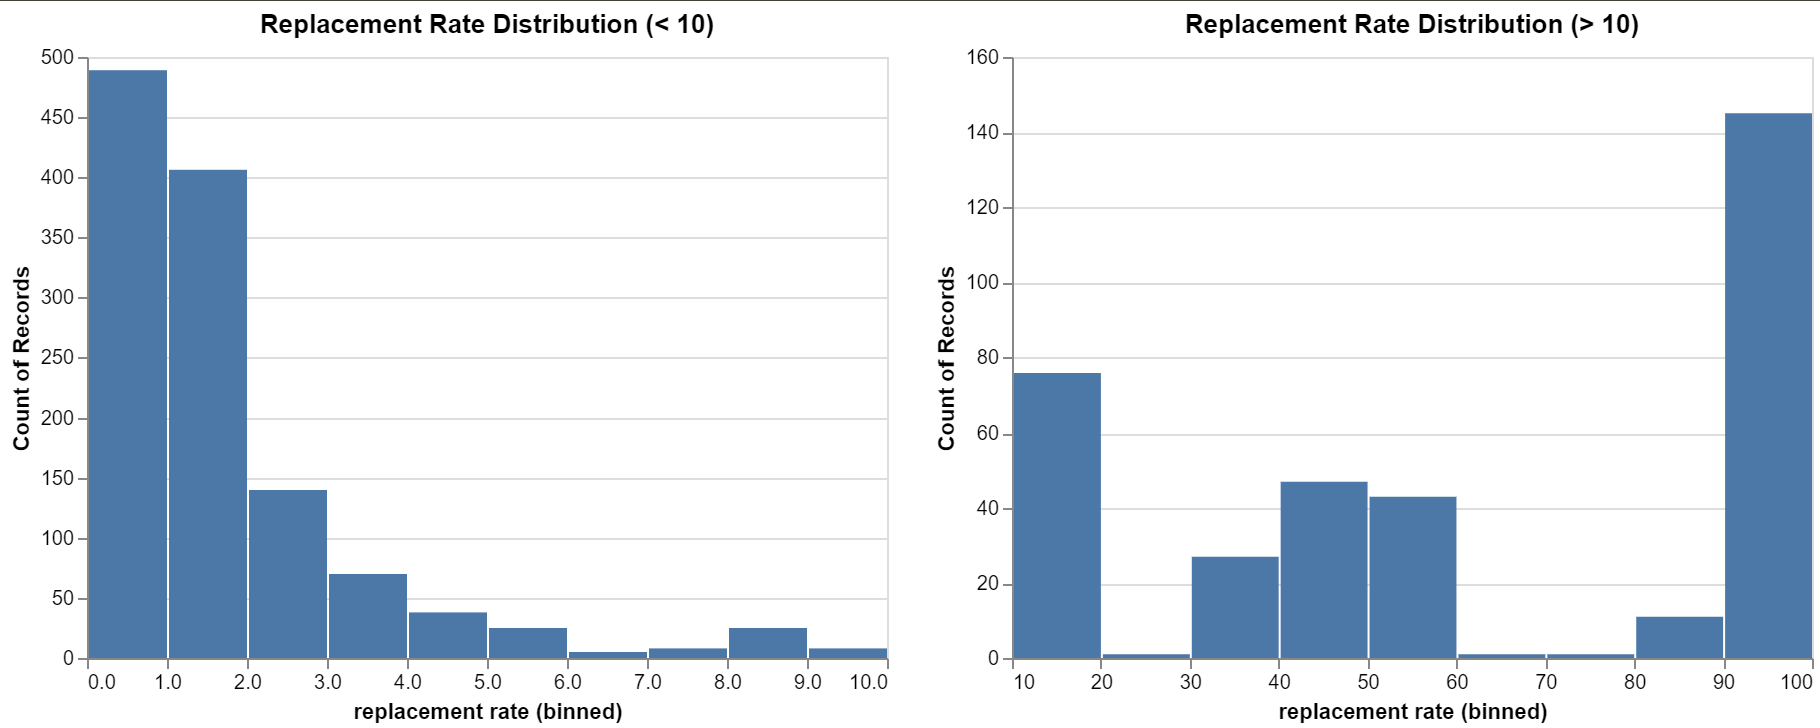 Replacement Rate Distribution (< 10)
500
450
400
350
300
250
200
150
100
50
0
Count of Records
0.0 1.0 2.0 3.0 4.0 5.0 6.0 7.0 8.0 9.0 10.0
replacement rate (binned)
Replacement Rate Distribution (> 10)
160
140
120
100
80
60
40
20
0
Count of Records
10 20 30 40 50 60 70 80 90 100
replacement rate (binned)